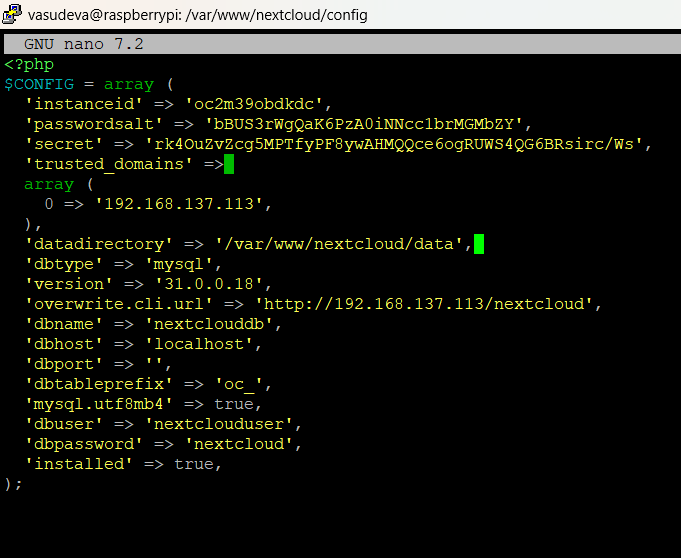 vasudeva@raspberrypi: /var/www/nextcloud/config
GNU nano 7.2
<?php
$CONFIG = array (
  'instanceid' => 'oc2m39obdkdc',
  'passwordsalt' => 'bBUS3rWgQaK6PzA0iNNcc1brMGMbZY',
  'secret' => 'rk4OuZvZcg5MPTfyPF8ywAHMQQce6ogRUWS4QG6BRsirc/Ws',
  'trusted_domains' =>
  array (
    0 => '192.168.137.113',
  ),
  'datadirectory' => '/var/www/nextcloud/data',
  'dbtype' => 'mysql',
  'version' => '31.0.0.18',
  'overwrite.cli.url' => 'http://192.168.137.113/nextcloud',
  'dbname' => 'nextclouddb',
  'dbhost' => 'localhost',
  'dbport' => '',
  'dbtableprefix' => 'oc_',
  'mysql.utf8mb4' => true,
  'dbuser' => 'nextclouduser',
  'dbpassword' => 'nextcloud',
  'installed' => true,
);